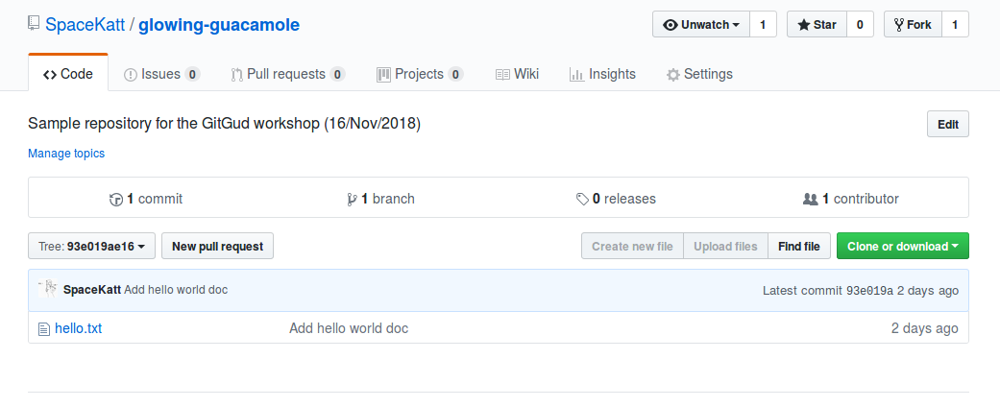 SpaceKatt / glowing-guacamole Unwatch 1 Star 0 Fork 1
Code Issues 0 Pull requests 0 Projects 0 Wiki Insights Settings
Sample repository for the GitGud workshop (16/Nov/2018) Edit
Manage topics
1 commit 1 branch 0 releases 1 contributor
Tree: 93e019ae16 New pull request Create new file Upload files Find file Clone or download
SpaceKatt Add hello world doc Latest commit 93e019a 2 days ago
hello.txt Add hello world doc 2 days ago